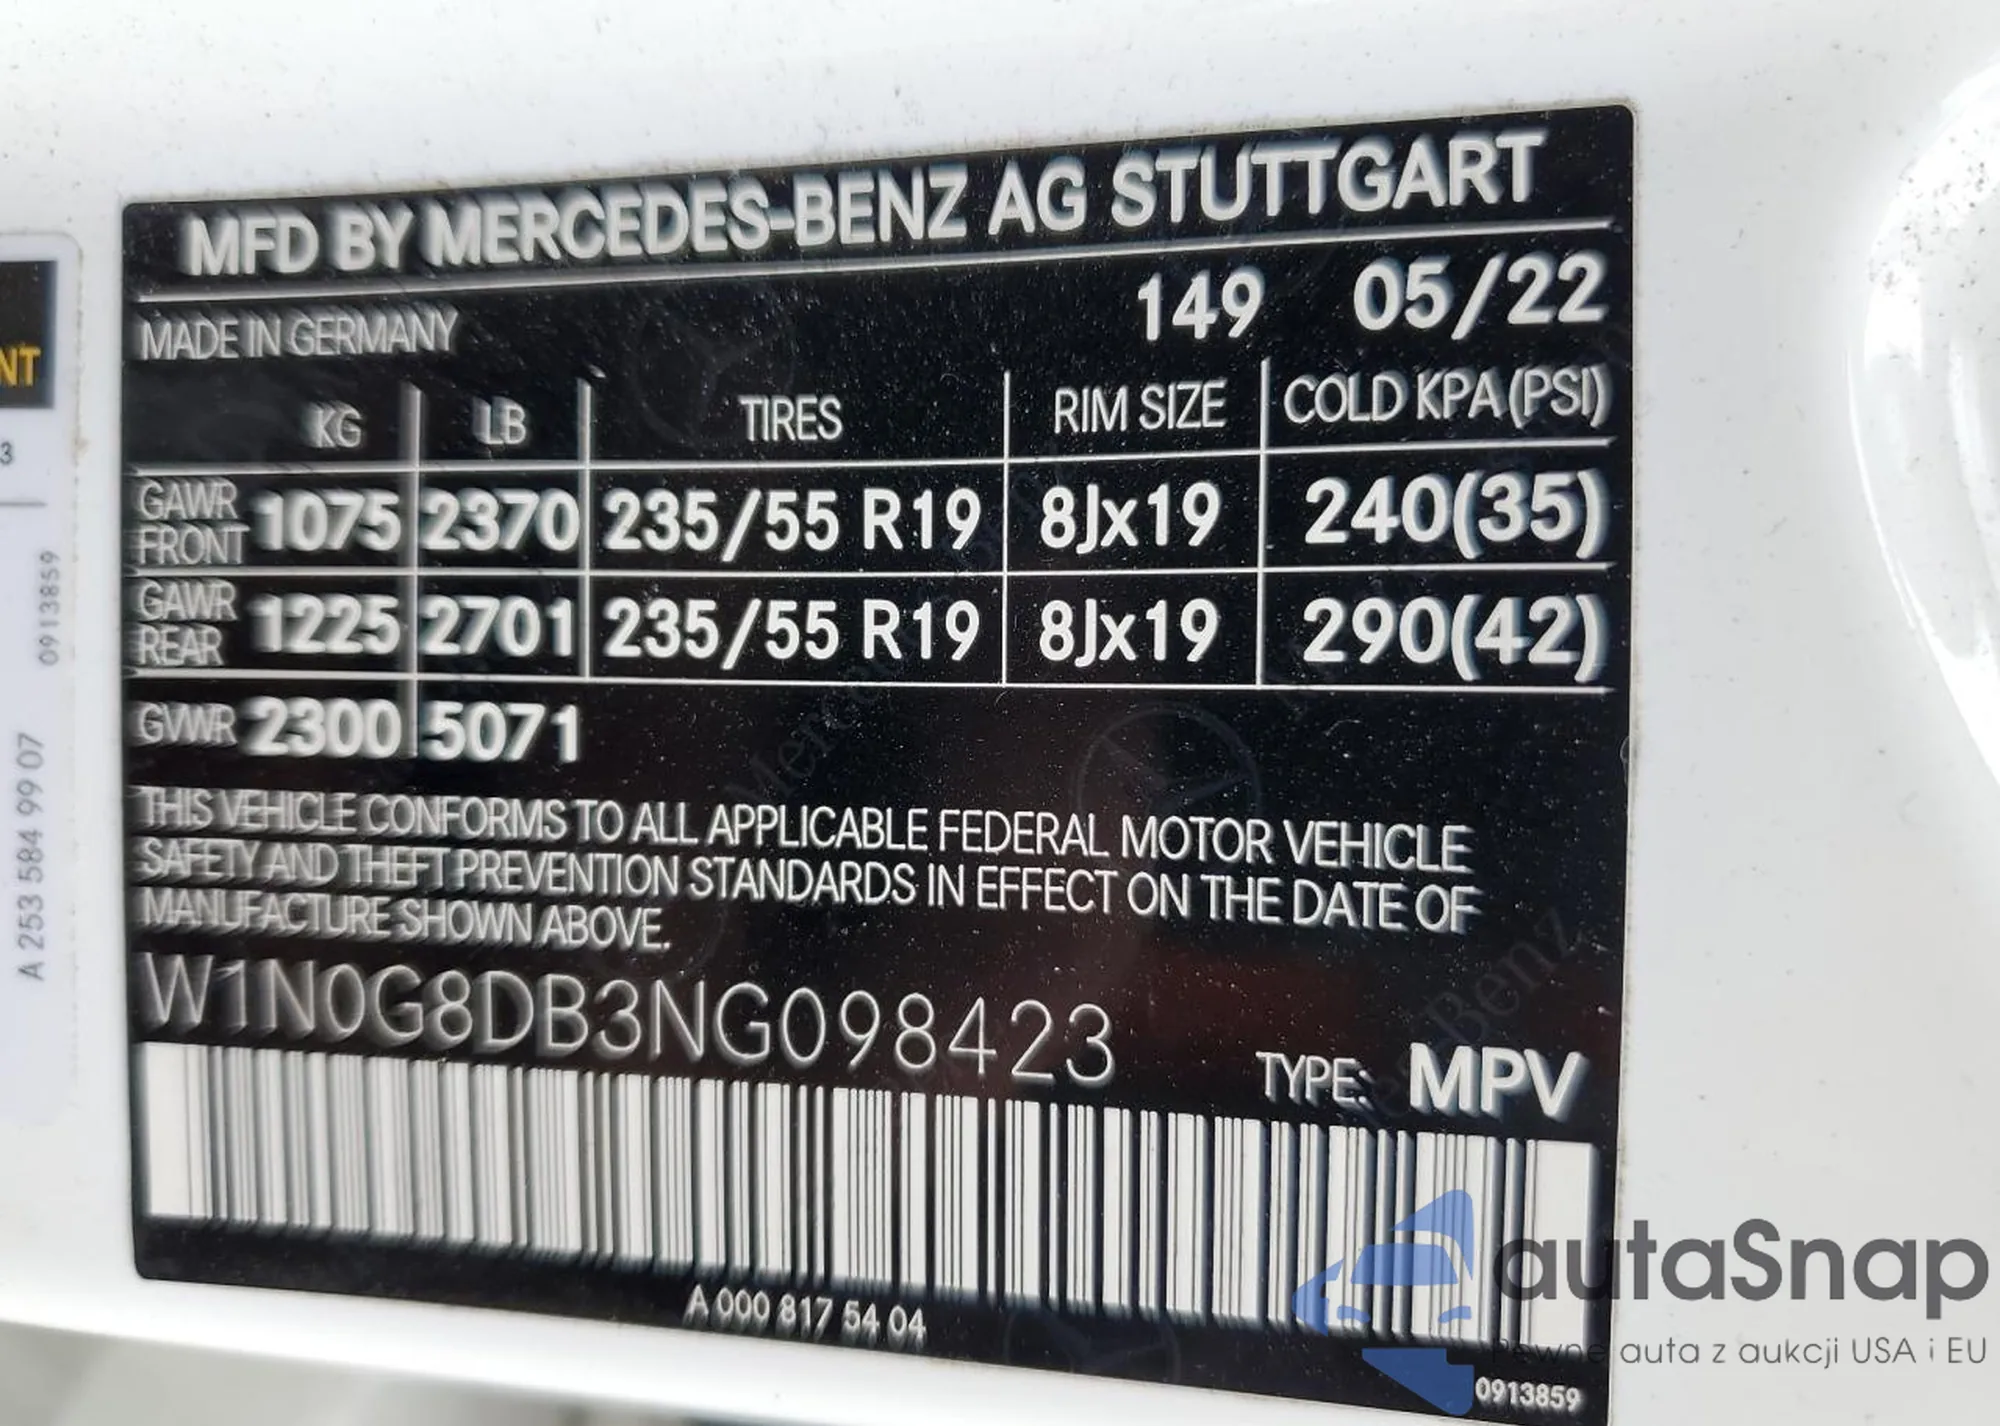 MFD BY MERCEDES-BENZ AG STUTTGART
MADE IN GERMANY 149 05/22
KG LB TIRES RIM SIZE COLD KPA(PSI)
GAWR FRONT 1075 2370 235/55 R19 8Jx19 240(35)
GAWR REAR 1225 2701 235/55 R19 8Jx19 290(42)
GVWR 2300 5071
THIS VEHICLE CONFORMS TO ALL APPLICABLE FEDERAL MOTOR VEHICLE
SAFETY AND THEFT PREVENTION STANDARDS IN EFFECT ON THE DATE OF
MANUFACTURE SHOWN ABOVE.
W1N0G8DB3NG098423
TYPE: MPV
A 000 817 54 04
0913859
NT
3
0913859
A 253 584 99 07
autaSnap
Pewne auta z aukcji USA i EU